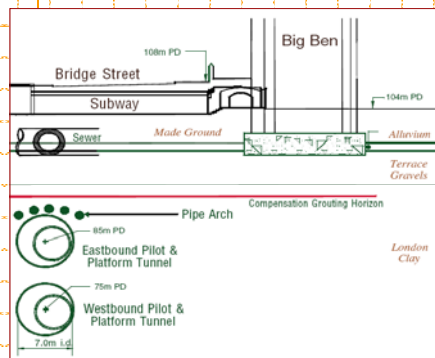 108m PD
Big Ben
Bridge Street
Subway
104m PD
Sewer
Made Ground
Alluvium
Terrace
Gravels
Compensation Grouting Horizon
Pipe Arch
85m PD
Eastbound Pilot &
Platform Tunnel
London
Clay
75m PD
Westbound Pilot &
Platform Tunnel
7.0m i.d.